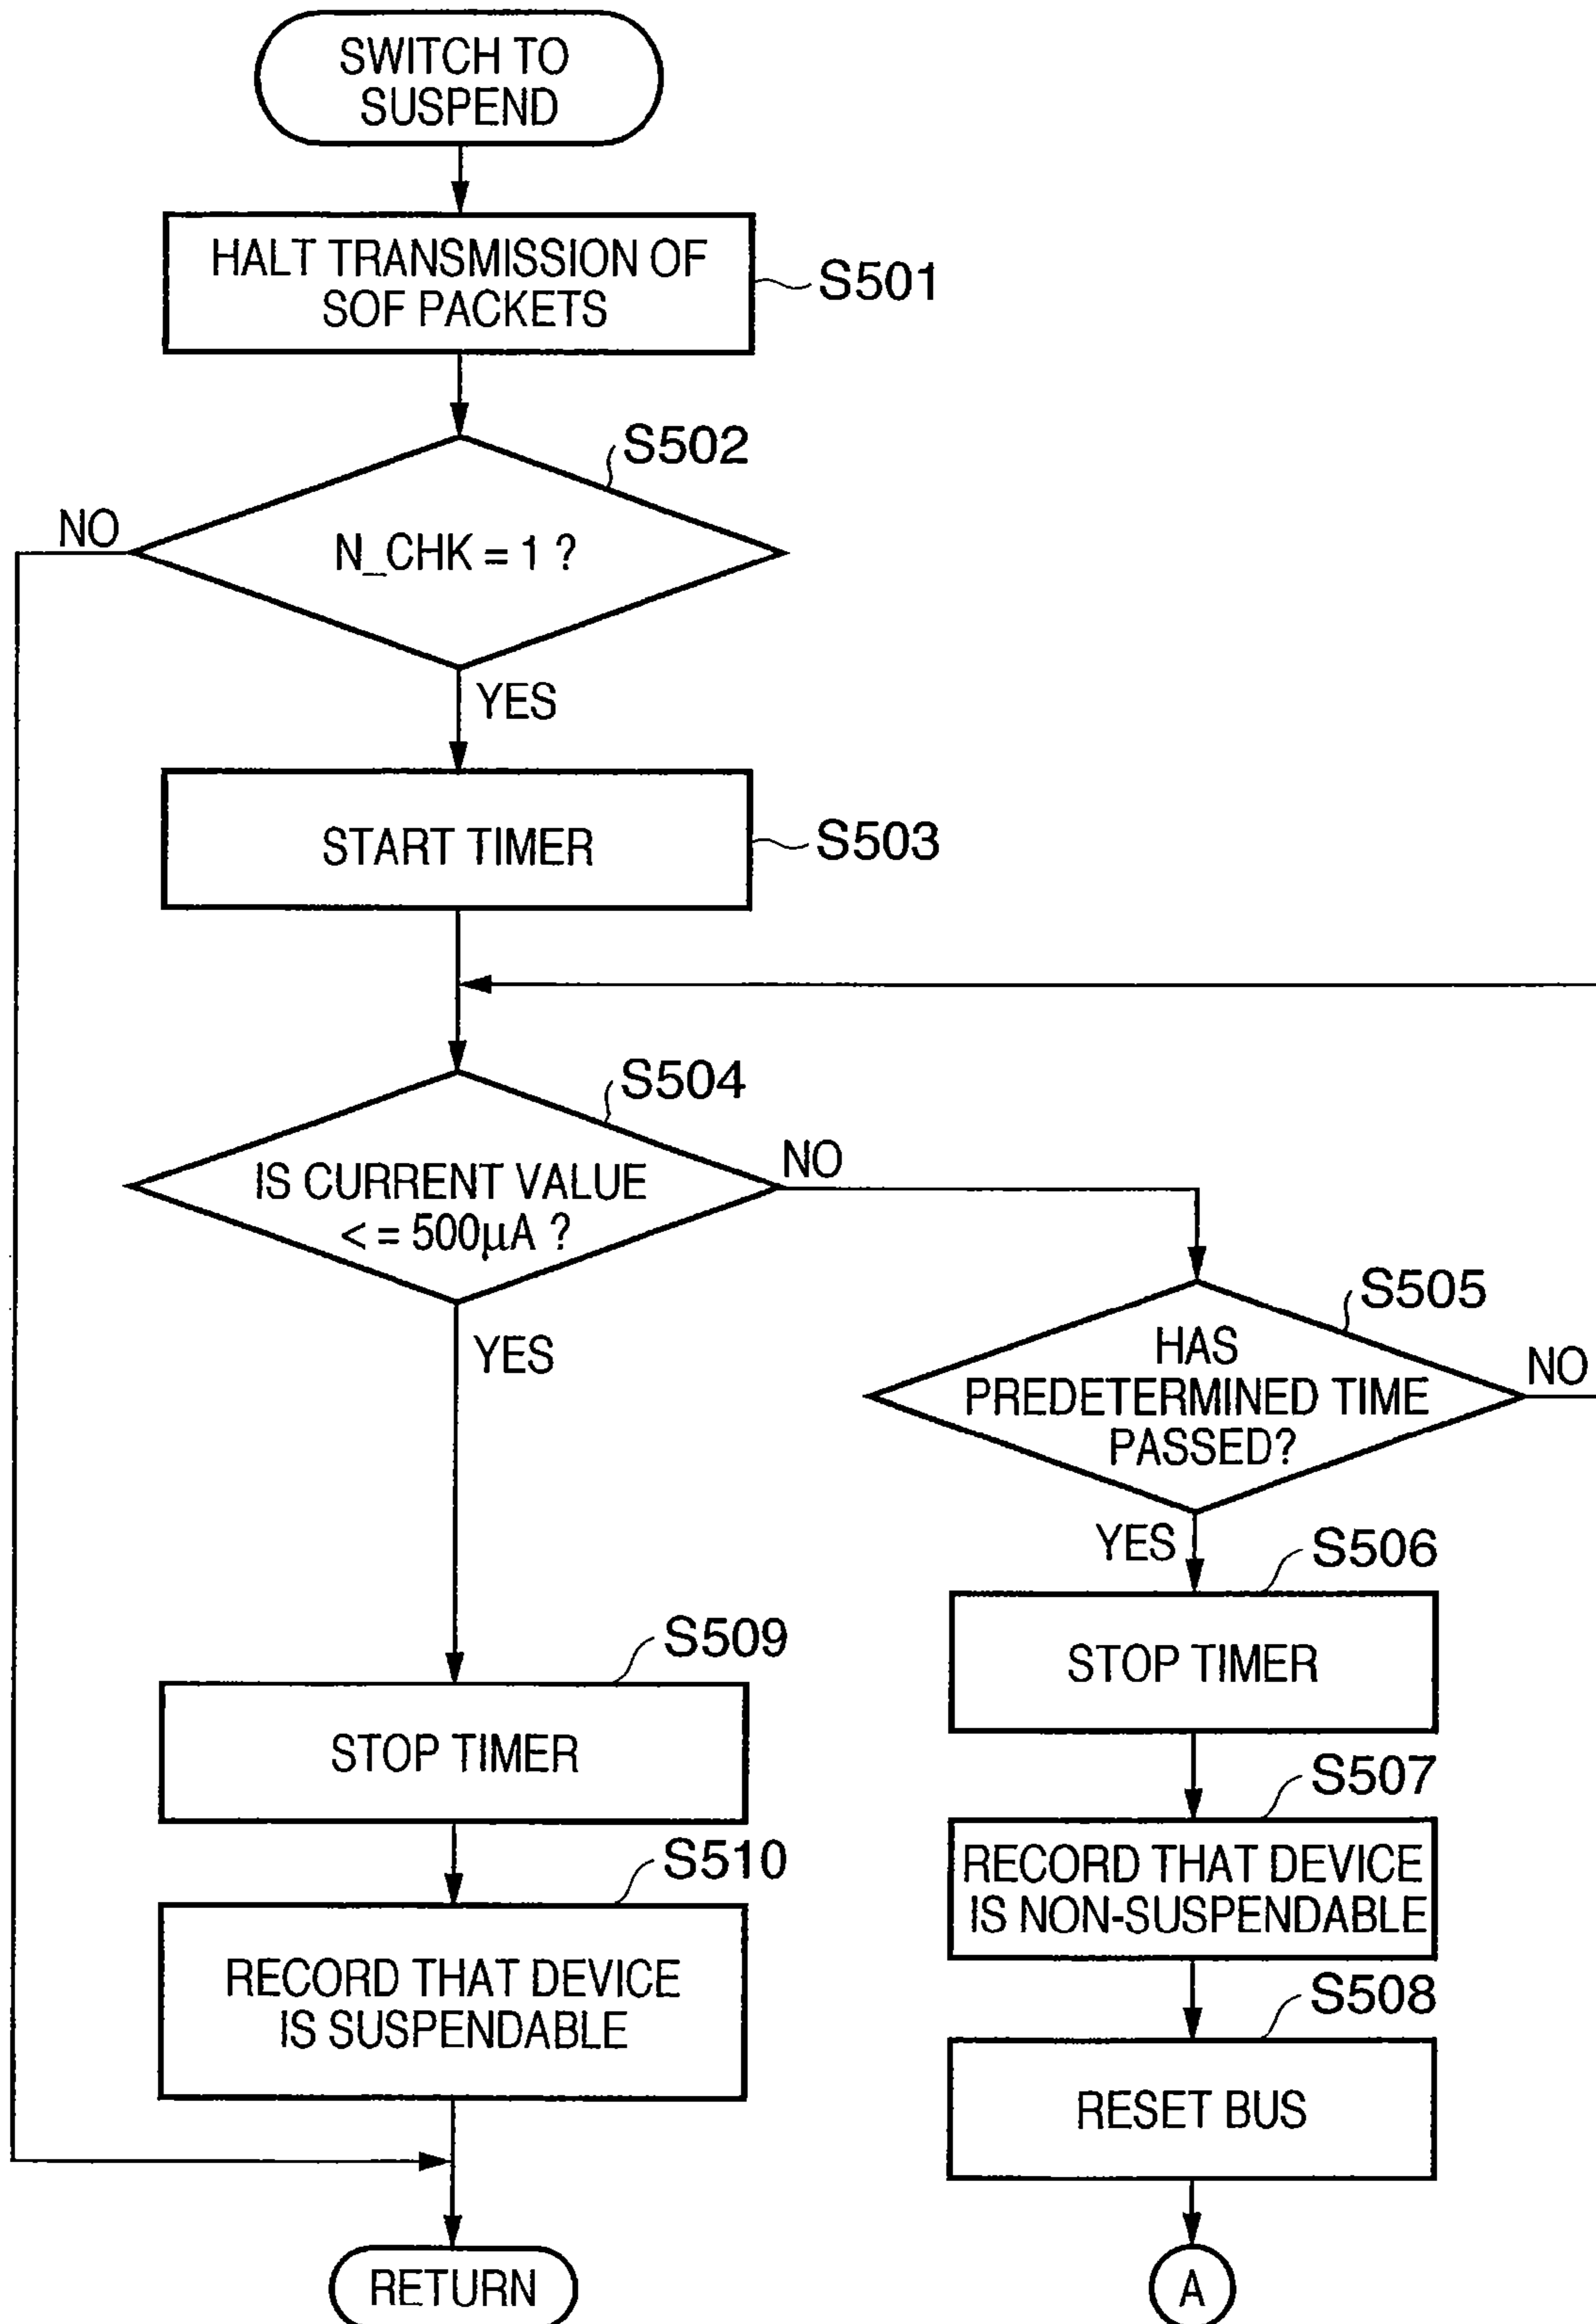 SWITCH TO
SUSPEND
HALT TRANSMISSION OF
SOF PACKETS
S501
S502
NO
N_CHK = 1 ?
YES
START TIMER
S503
S504
NO
IS CURRENT VALUE
< = 500μA ?
YES
S505
HAS
PREDETERMINED TIME
PASSED?
NO
YES
S506
STOP TIMER
S509
STOP TIMER
S507
RECORD THAT DEVICE
IS NON-SUSPENDABLE
S510
RECORD THAT DEVICE
IS SUSPENDABLE
S508
RESET BUS
RETURN
A